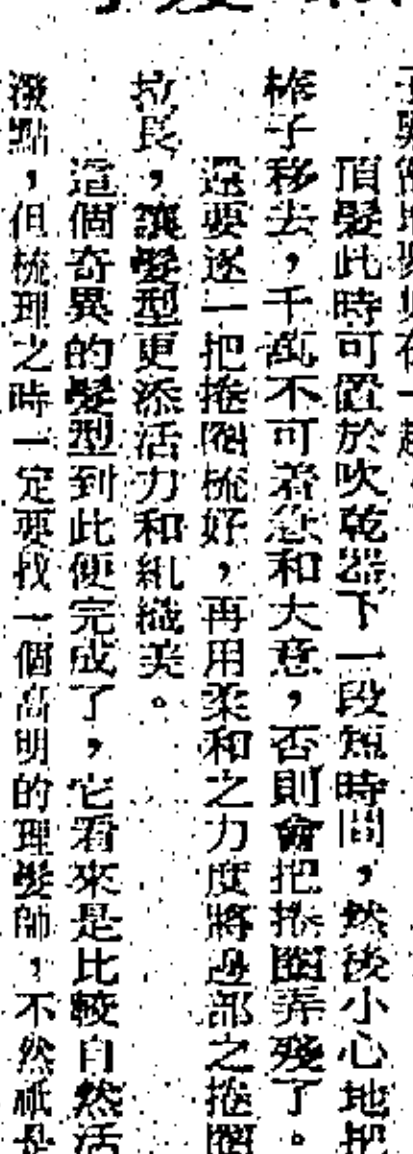 頂髮此時可置於吹乾器下一段短時間，然後小心地把
棒子移去，千萬不可着急和大意，否則會把捲圈弄殘了。
還要逐一把捲圈梳好，再用柔和之力度將邊部之捲圈
拉長，讓髮型更添活力和組織美。
這個奇異的髮型到此便完成了，它看來是比較自然活
潑點，但梳理之時一定要找一個高明的理髮師，不然祇是